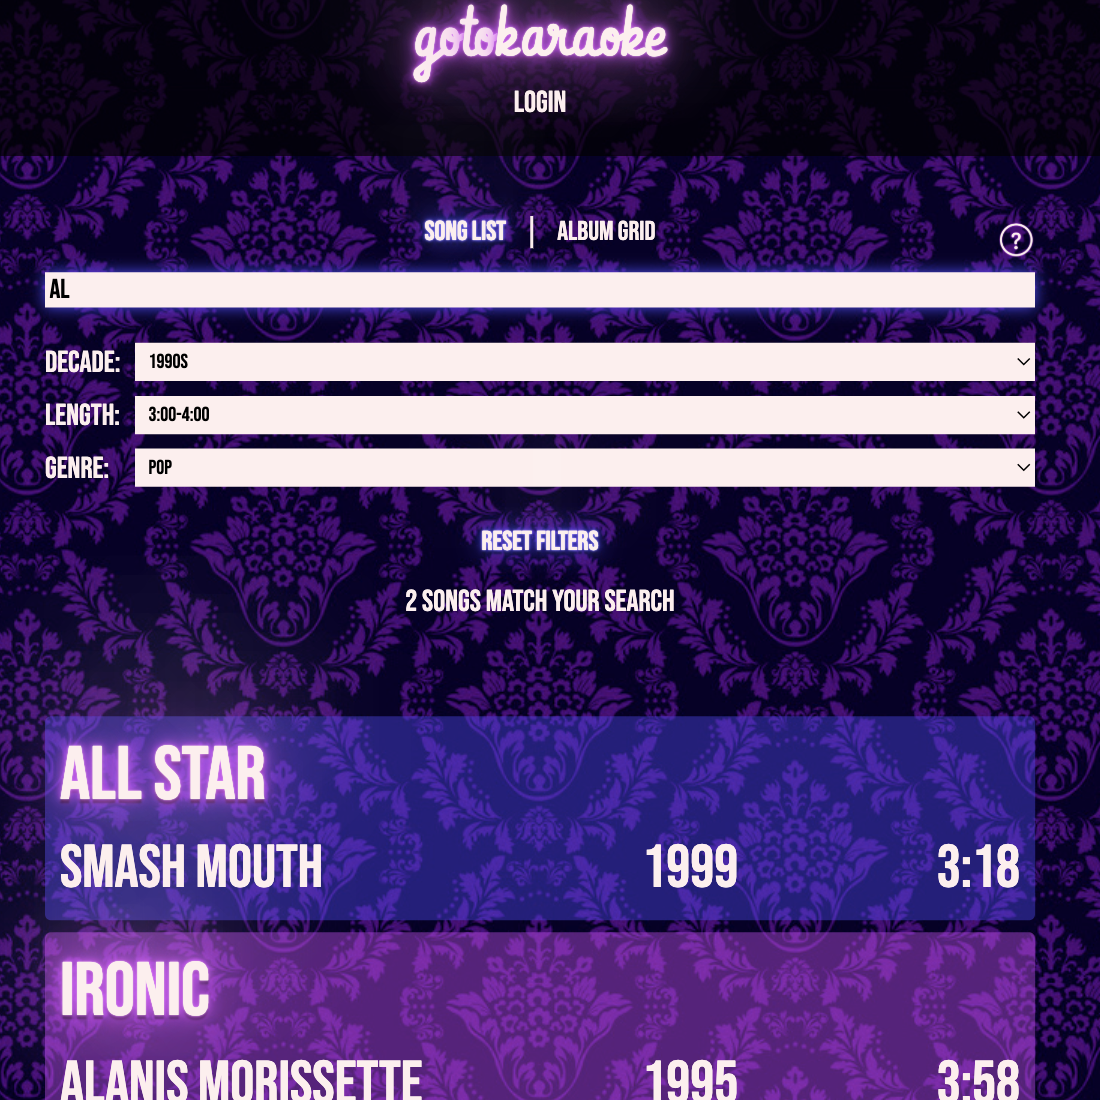 gotokaraoke
LOGIN
SONG LIST | ALBUM GRID
?
AL
DECADE: 1990S
LENGTH: 3:00-4:00
GENRE: POP
RESET FILTERS
2 SONGS MATCH YOUR SEARCH
ALL STAR
SMASH MOUTH 1999 3:18
IRONIC
ALANIS MORISSETTE 1995 3:58